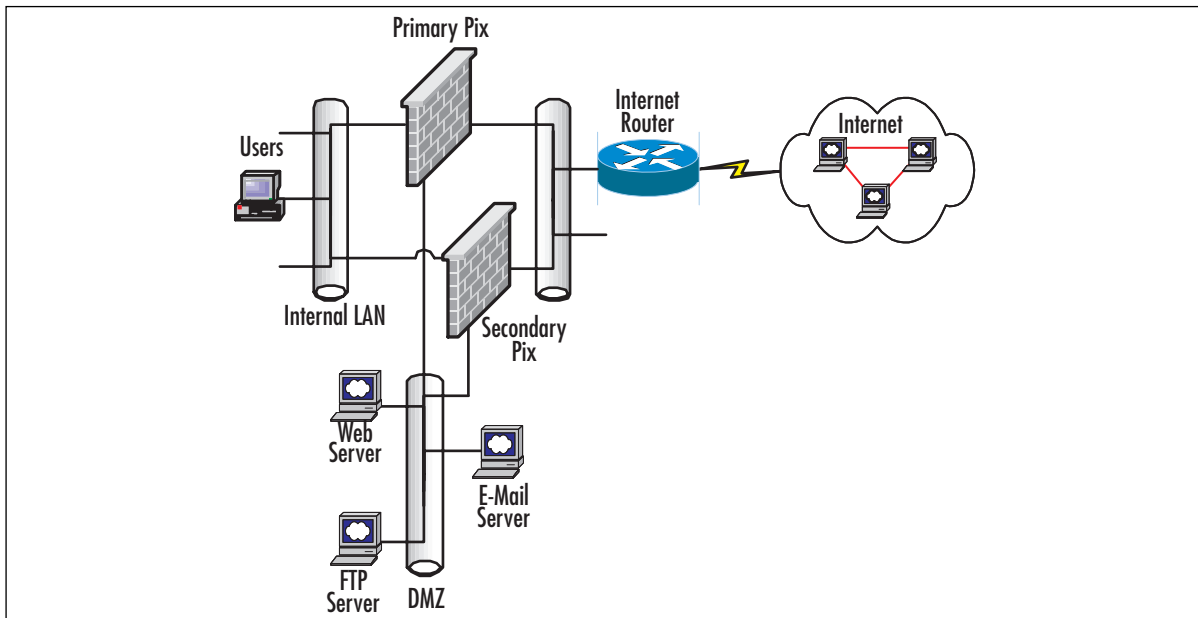 Primary Pix
Internet
Router
Internet
Users
Internal LAN
Secondary
Pix
Web
Server
E-Mail
Server
FTP
Server
DMZ